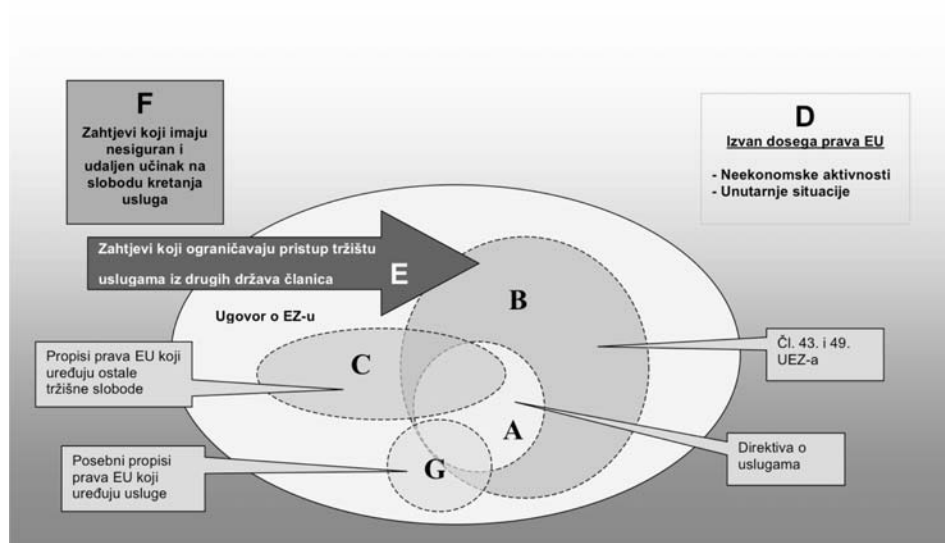 F
Zahtjevi koji imaju
nesiguran i
udaljen učinak na
slobodu kretanja
usluga
D
Izvan dosega prava EU
- Neekonomske aktivnosti
- Unutarnje situacije
Zahtjevi koji ograničavaju pristup tržištu
uslugama iz drugih država članica
E
B
Ugovor o EZ-u
Čl. 43. i 49.
UEZ-a
Propisi prava EU koji
uređuju ostale
tržišne slobode
C
A
Direktiva o
uslugama
Posebni propisi
prava EU koji
uređuju usluge
G